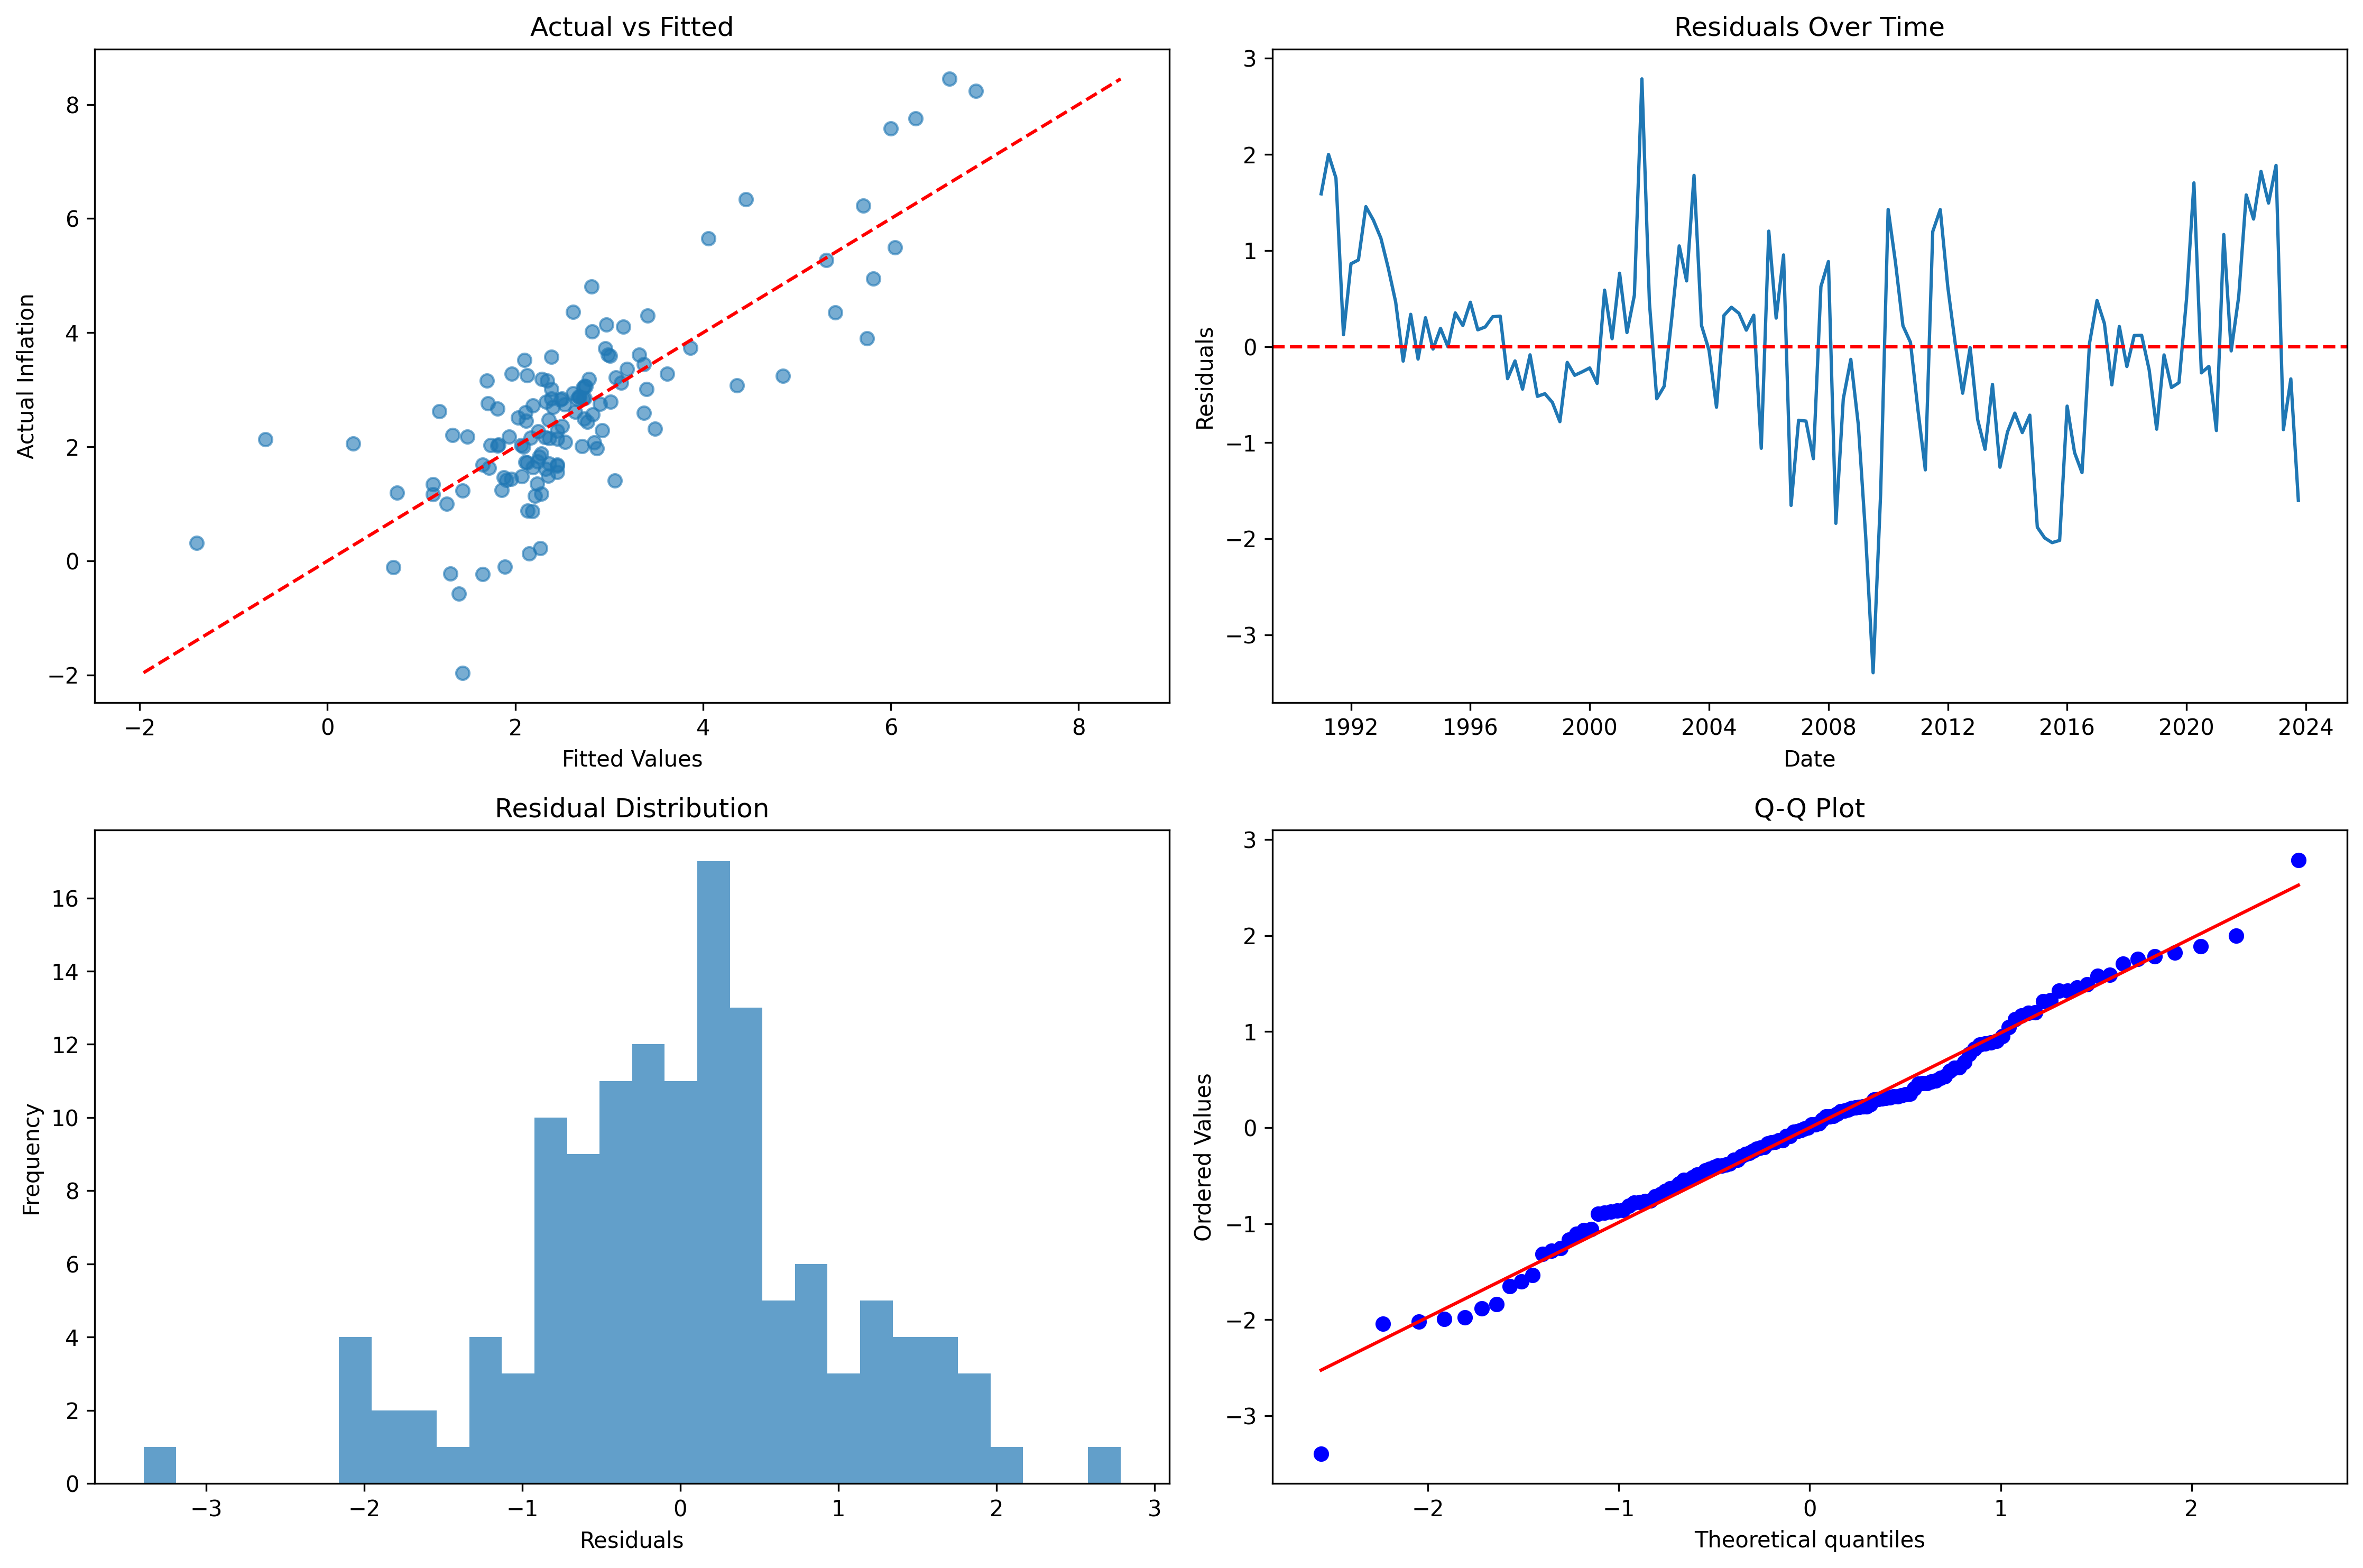 Actual vs Fitted
8
6
4
2
0
−2
Actual Inflation
−2 0 2 4 6 8
Fitted Values
Residuals Over Time
3
2
1
0
−1
−2
−3
Residuals
1992 1996 2000 2004 2008 2012 2016 2020 2024
Date
Residual Distribution
16
14
12
10
8
6
4
2
0
Frequency
−3 −2 −1 0 1 2 3
Residuals
Q-Q Plot
3
2
1
0
−1
−2
−3
Ordered Values
−2 −1 0 1 2
Theoretical quantiles